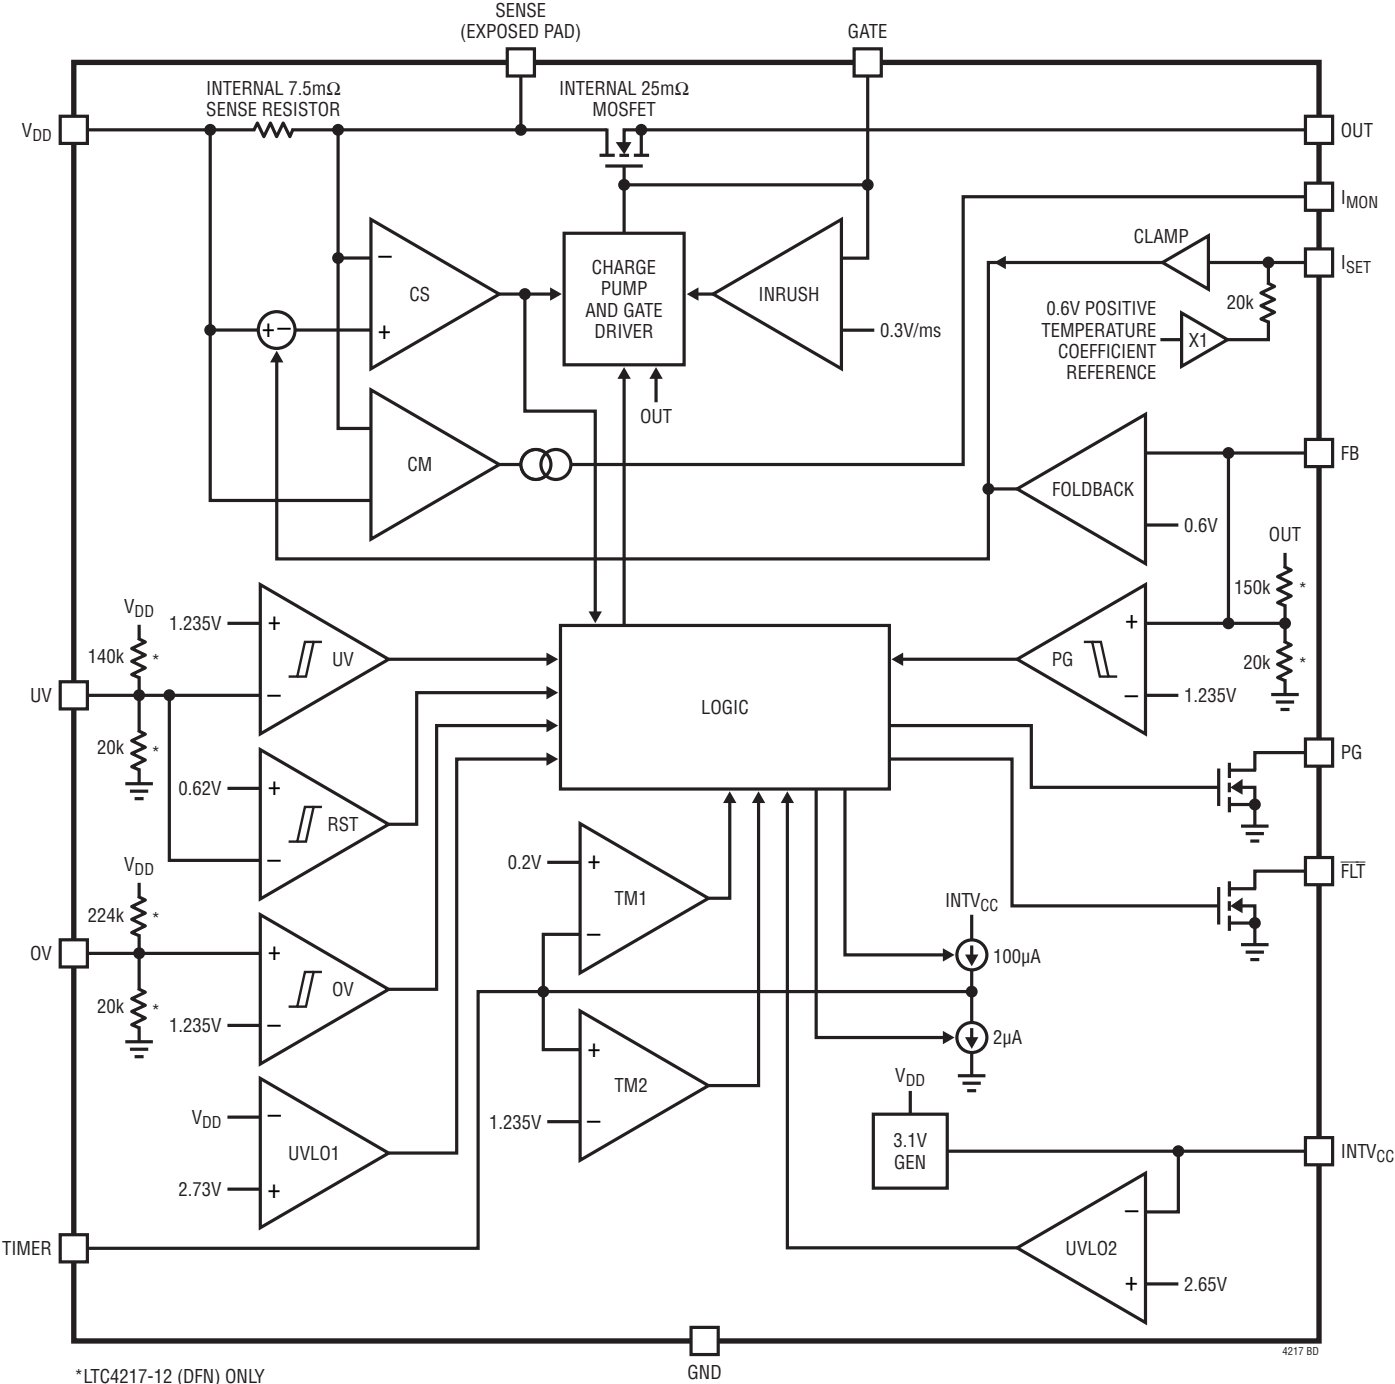 SENSE
(EXPOSED PAD)
GATE
INTERNAL 7.5mΩ
SENSE RESISTOR
INTERNAL 25mΩ
MOSFET
VDD
OUT
IMON
CLAMP
ISET
20k
0.6V POSITIVE
TEMPERATURE
COEFFICIENT
REFERENCE
X1
−
CS
+
+−
CHARGE
PUMP
AND GATE
DRIVER
INRUSH
0.3V/ms
OUT
CM
FOLDBACK
FB
0.6V
OUT
150k *
20k *
VDD
140k *
1.235V
+
UV
−
UV
20k *
LOGIC
+
PG
−
1.235V
0.62V
+
RST
−
PG
VDD
224k *
OV
+
OV
−
20k *
1.235V
0.2V
+
TM1
−
FLT
INTVCC
100µA
2µA
+
TM2
−
1.235V
VDD
−
UVLO1
2.73V
+
VDD
3.1V
GEN
INTVCC
−
UVLO2
+
2.65V
TIMER
GND
4217 BD
*LTC4217-12 (DFN) ONLY